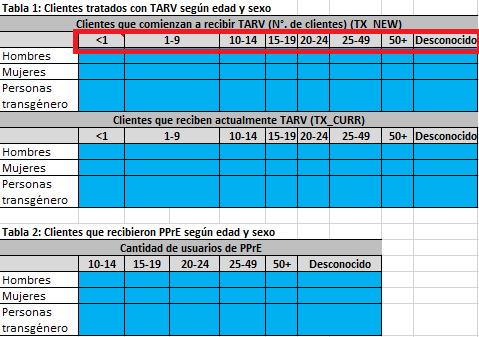 Tabla 1: Clientes tratados con TARV según edad y sexo
Clientes que comienzan a recibir TARV (N°. de clientes) (TX_NEW)
<1 1-9 10-14 15-19 20-24 25-49 50+ Desconocido
Hombres
Mujeres
Personas
transgénero
Clientes que reciben actualmente TARV (TX_CURR)
<1 1-9 10-14 15-19 20-24 25-49 50+ Desconocido
Hombres
Mujeres
Personas
transgénero
Tabla 2: Clientes que recibieron PPrE según edad y sexo
Cantidad de usuarios de PPrE
10-14 15-19 20-24 25-49 50+ Desconocido
Hombres
Mujeres
Personas
transgénero